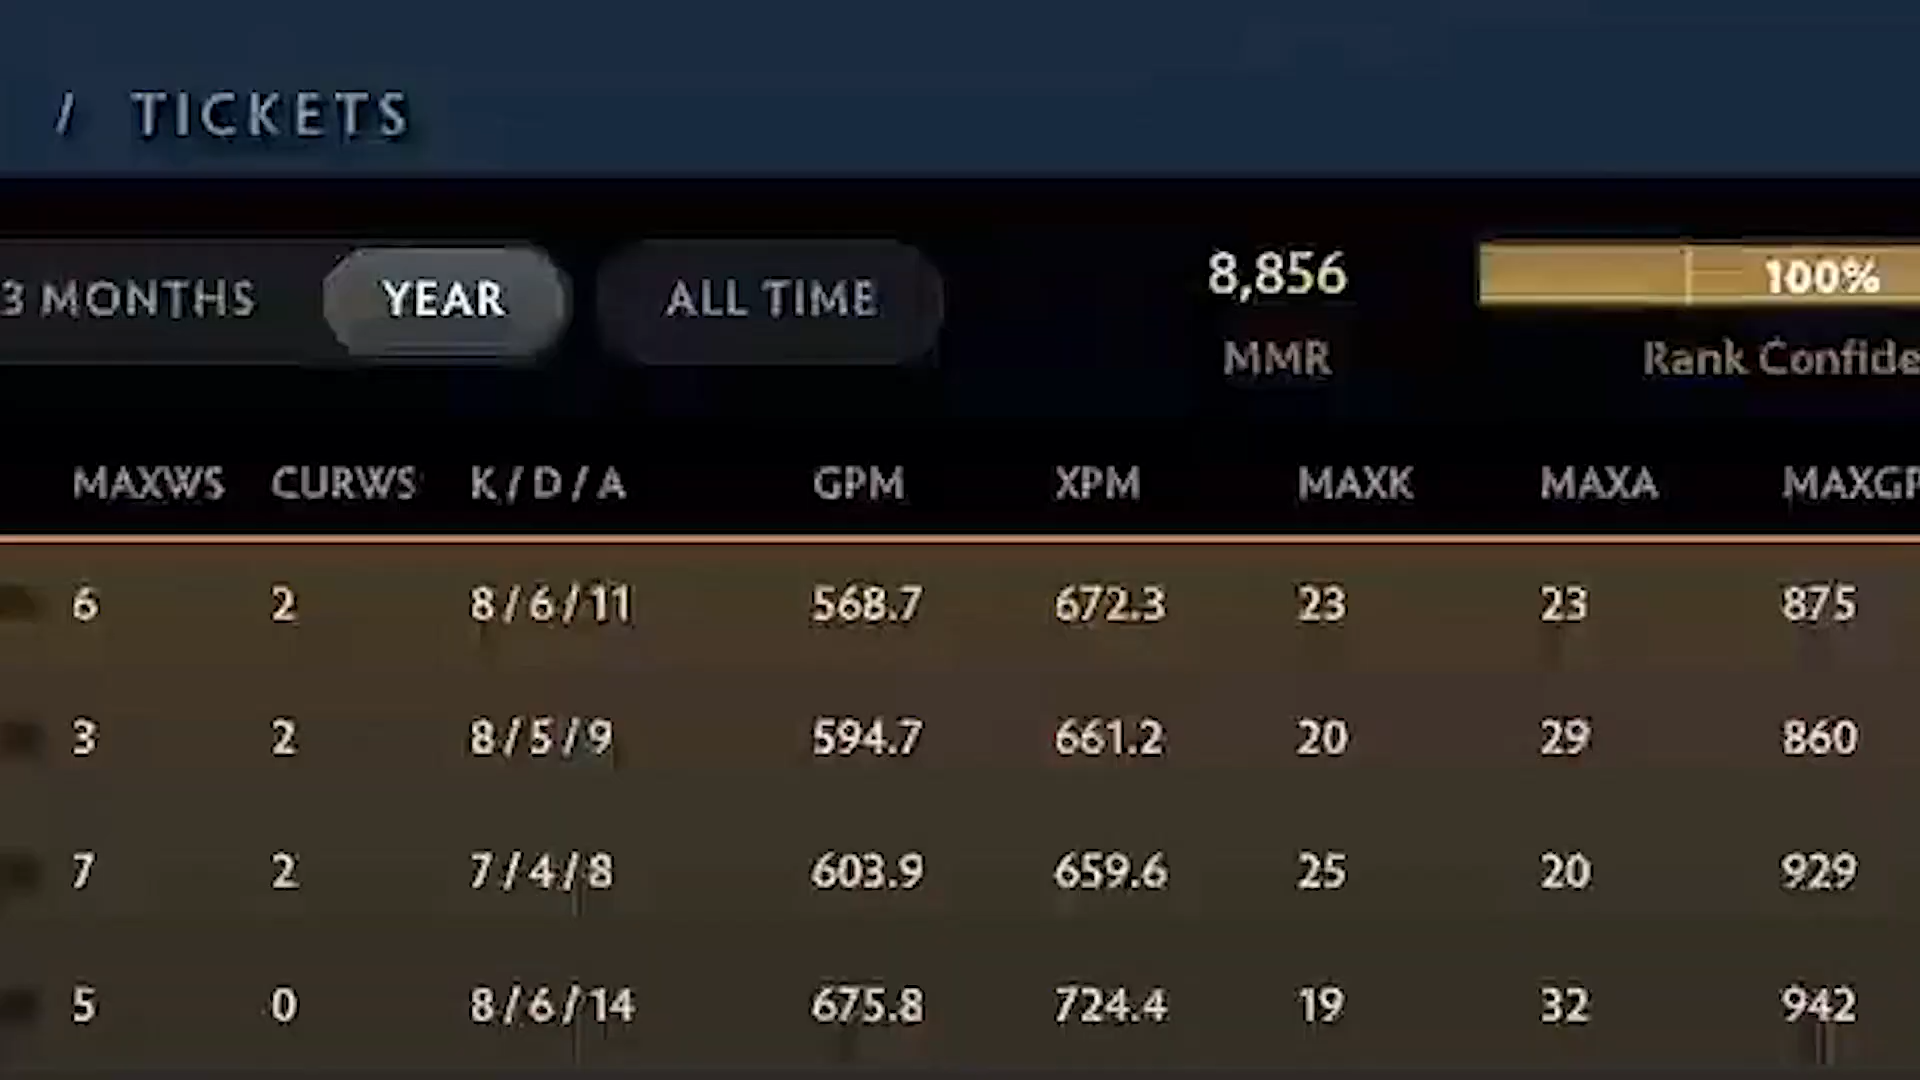 / TICKETS
3 MONTHS YEAR ALL TIME 8,856 100%
MMR Rank Confide
MAXWS CURWS K / D / A GPM XPM MAXK MAXA MAXGP
6 2 8 / 6 / 11 568.7 672.3 23 23 875
3 2 8 / 5 / 9 594.7 661.2 20 29 860
7 2 7 / 4 / 8 603.9 659.6 25 20 929
5 0 8 / 6 / 14 675.8 724.4 19 32 942